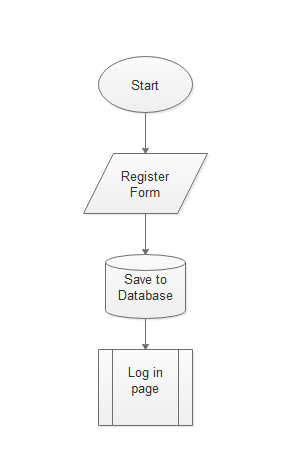 Start
Register
Form
Save to
Database
Log in
page